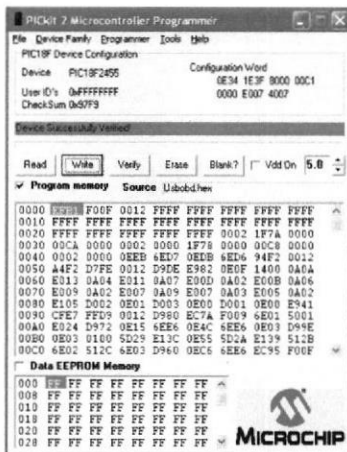 PICkit 2 Microcontroller Programmer
File Device Family Programmer Tools Help
PIC18F Device Configuration
Device PIC18F2455
Configuration Word
0E34 1E3F 8000 00C1
User ID's 0xFFFFFFFF
0000 E007 4007
CheckSum 0x97F9
Device Successfully Verified
Read Write Verify Erase Blank? Vdd On 5.0
Program memory Source Usbobd.hex
0000 EF81 F00F 0012 FFFF FFFF FFFF FFFF FFFF
0010 FFFF FFFF FFFF FFFF FFFF FFFF FFFF FFFF
0020 FFFF FFFF FFFF FFFF FFFF 0002 1F7A 0000
0030 00CA 0000 0002 0000 1F78 0000 00C8 0000
0040 0002 0000 0EEB 6ED7 0EDB 6ED6 94F2 0012
0050 A4F2 D7FE 0012 D9DE E982 0E0F 1400 0A0A
0060 E013 0A04 E011 0A07 E00D 0A02 E00B 0A06
0070 E009 0A02 E007 0A09 E007 0A03 E005 0A02
0080 E105 D002 0E01 D003 0E00 D001 0E00 E941
0090 CFE7 FFD9 0012 D980 EC7A F009 6E01 5001
00A0 E024 D972 0E15 6EE6 0E4C 6EE6 0E03 D99E
00B0 0E03 0100 5D29 E13C 0E55 5D2A E139 512B
00C0 6E02 512C 6E03 D960 0EC6 6EE6 EC95 F00F
Data EEPROM Memory
000 FF FF FF FF FF FF FF FF
008 FF FF FF FF FF FF FF FF
010 FF FF FF FF FF FF FF FF
018 FF FF FF FF FF FF FF FF
020 FF FF FF FF FF FF FF FF
028 FF FF FF FF FF FF FF FF
MICROCHIP